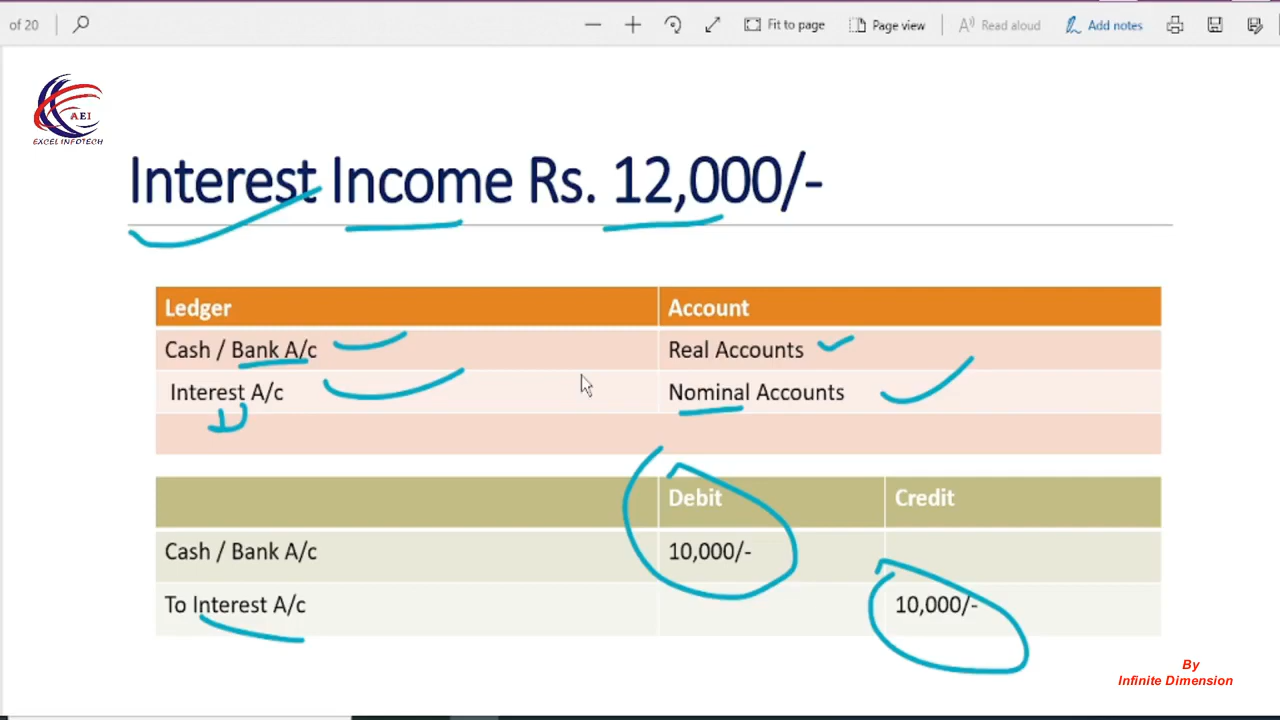 of 20 Fit to page Page view Read aloud Add notes
AEI
EXCEL INFOTECH
Interest Income Rs. 12,000/-
Ledger Account
Cash / Bank A/c Real Accounts
Interest A/c Nominal Accounts
Debit Credit
Cash / Bank A/c 10,000/-
To Interest A/c 10,000/-
By
Infinite Dimension